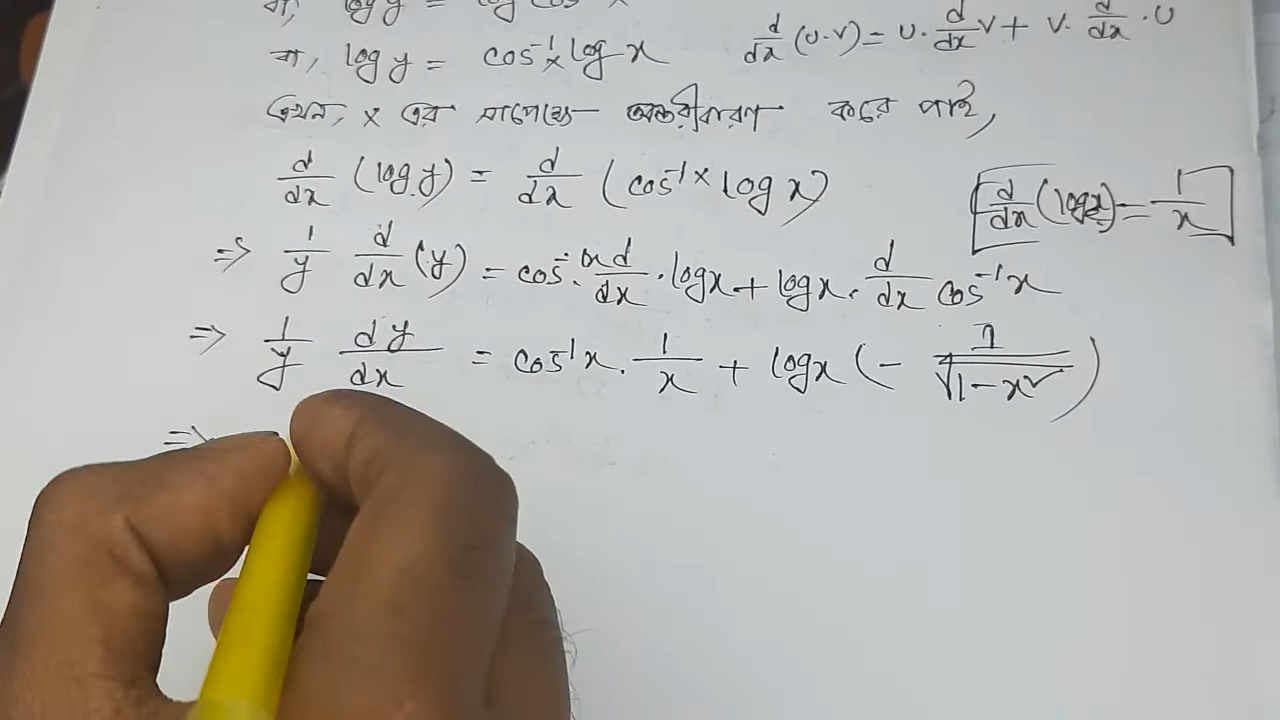 বা, log y =
বা, log y = cos⁻¹x log x d/dx (u.v) = u. d/dx v + v. d/dx . u
এখন, x এর সাপেক্ষে অন্তরীকরণ করে পাই,
d/dx (log y) = d/dx (cos⁻¹x log x)
d/dx (log x) = 1/x
⇒ 1/y d/dx (y) = cos⁻¹x. d/dx . log x + log x. d/dx cos⁻¹x
⇒ 1/y dy/dx = cos⁻¹x. 1/x + log x (- 1/√1-x²)
⇒